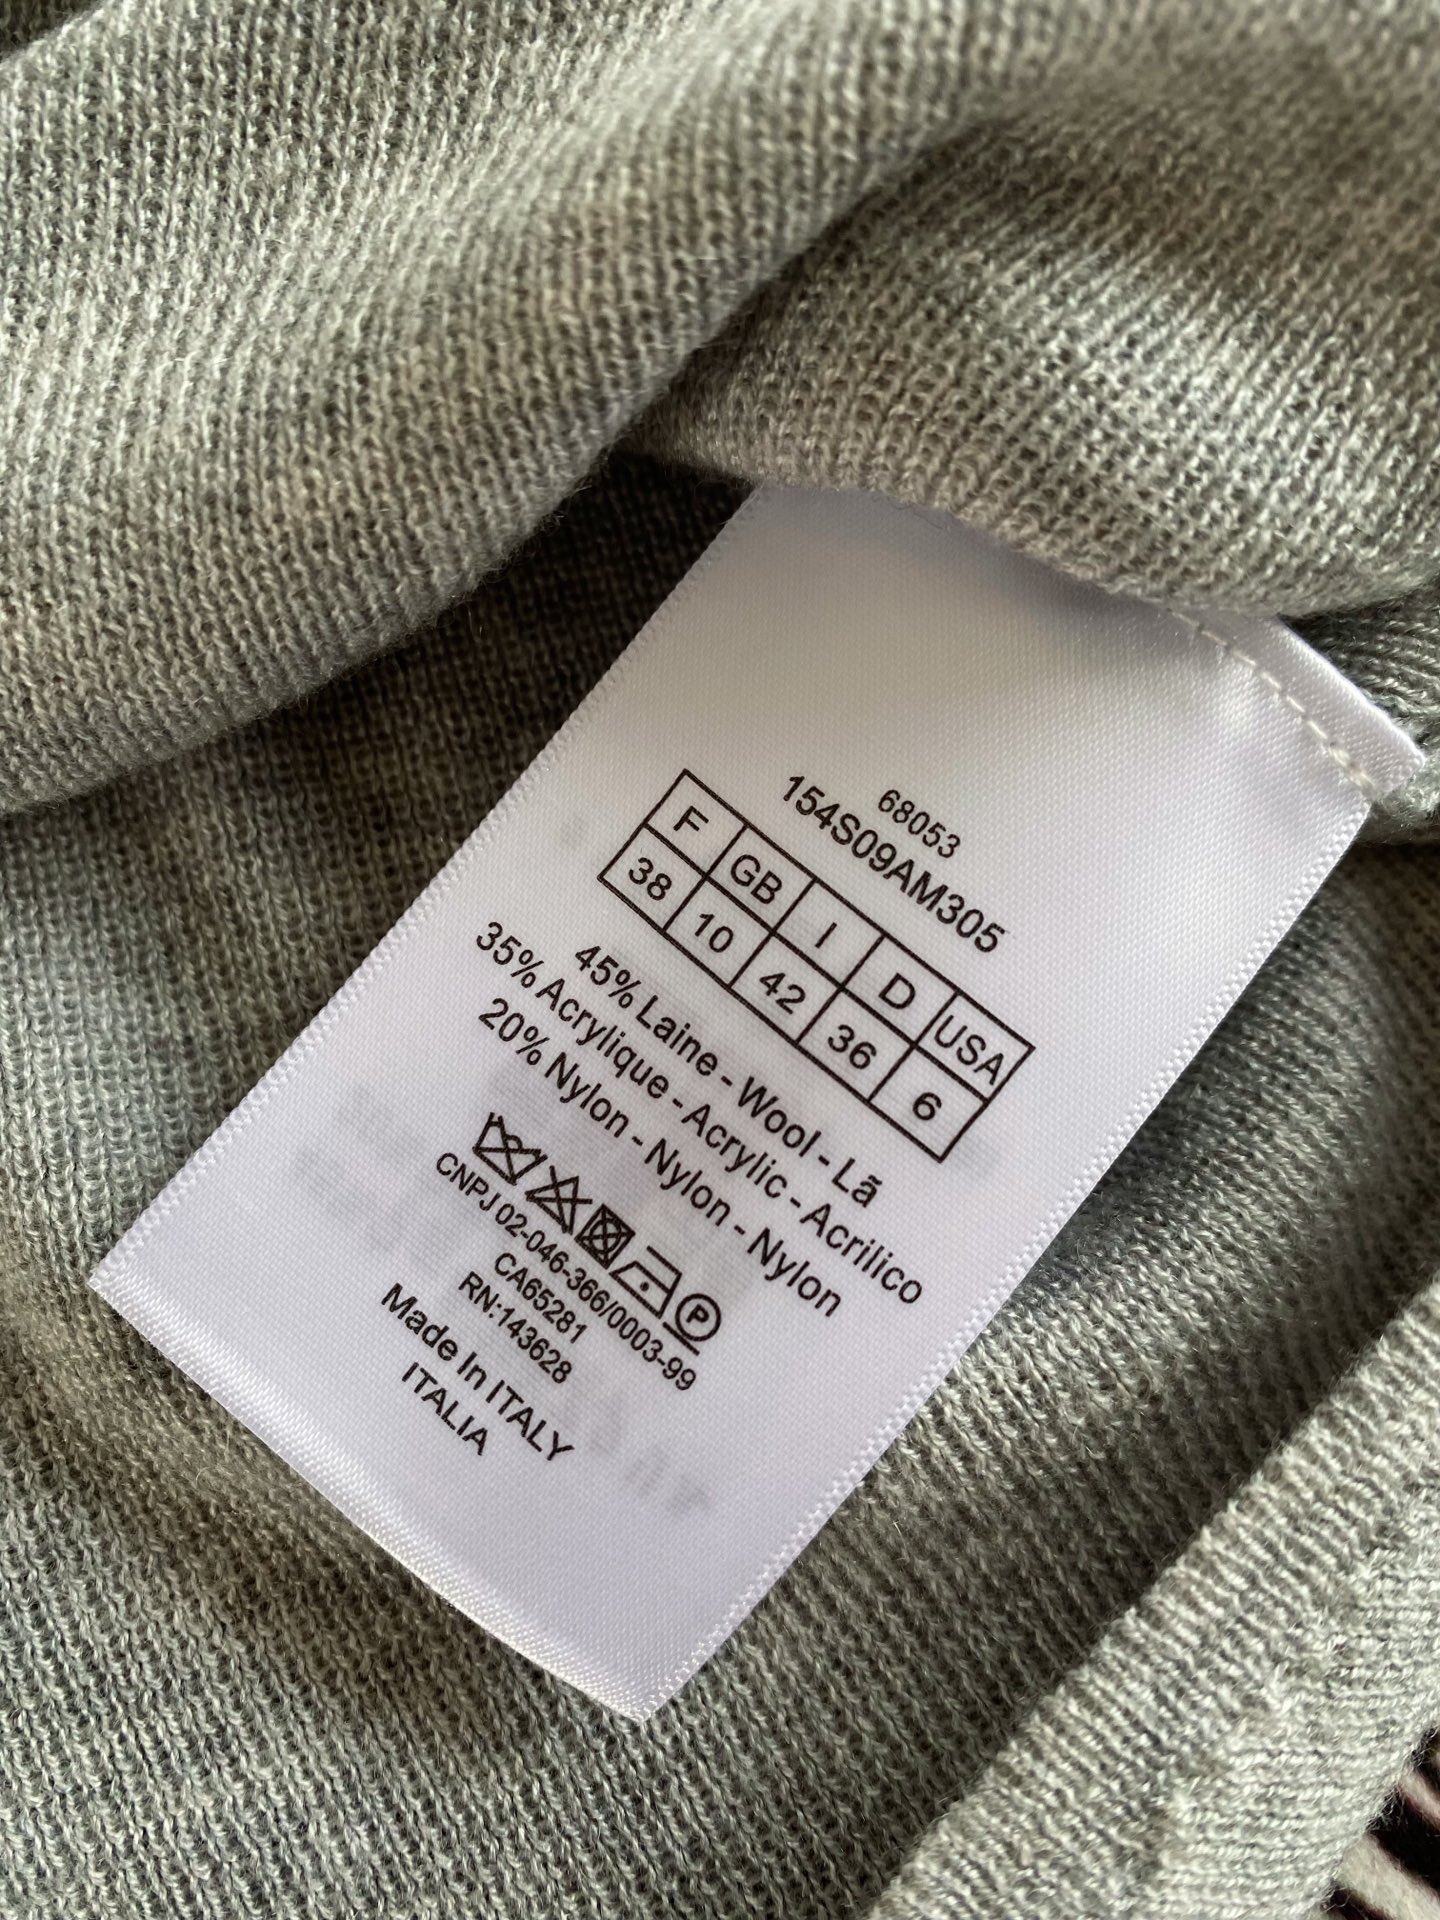 68053
154S09AM305
F GB I D USA
38 10 42 36 6
45% Laine - Wool - Lã
35% Acrylique - Acrylic - Acrilico
20% Nylon - Nylon - Nylon
P
CNPJ 02-046-366/0003-99
CA65281
RN:143628
Made In ITALY
ITALIA